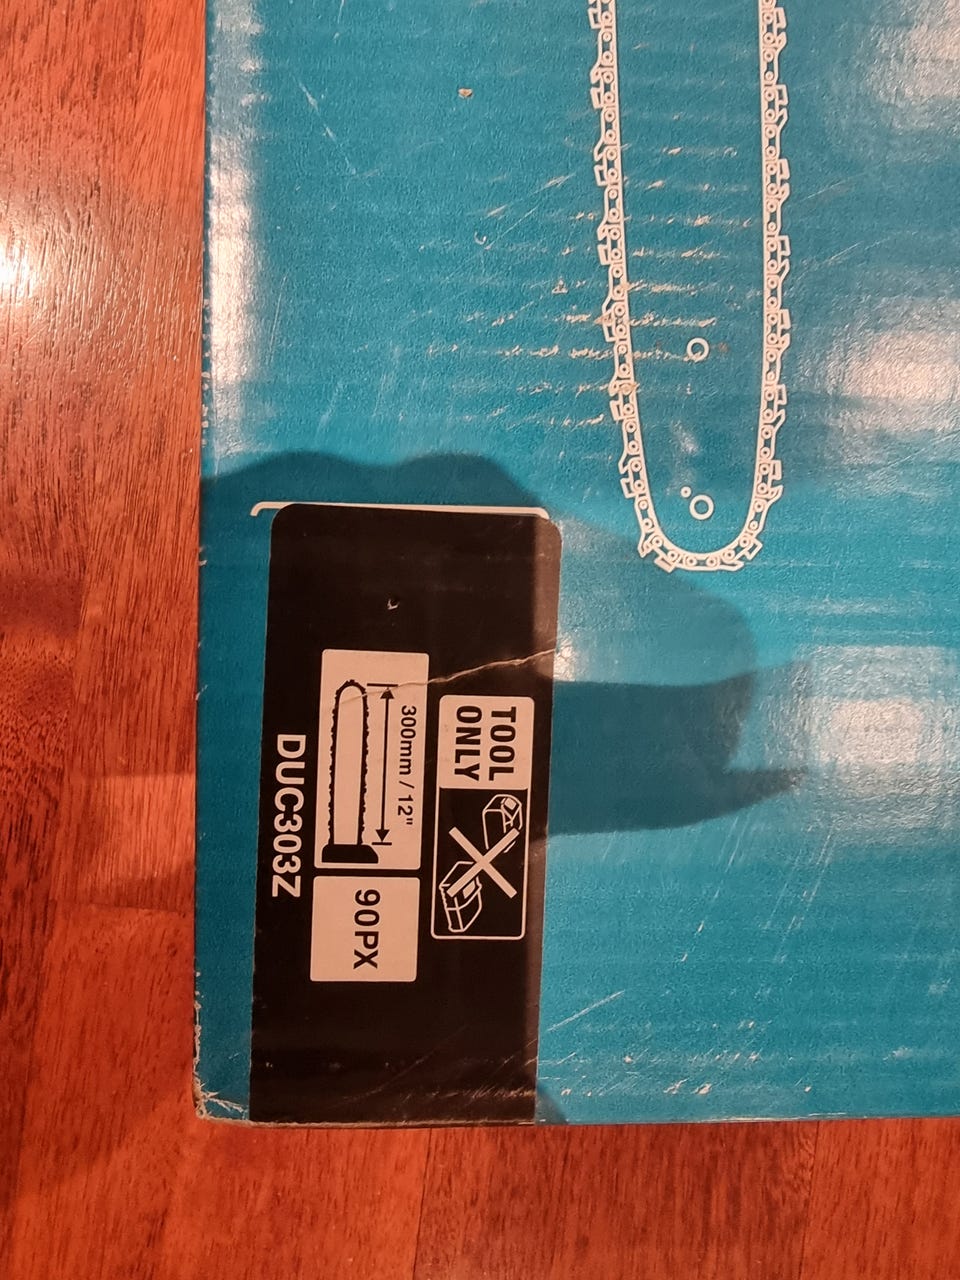 TOOL
ONLY
300mm / 12"
90PX
DUC303Z